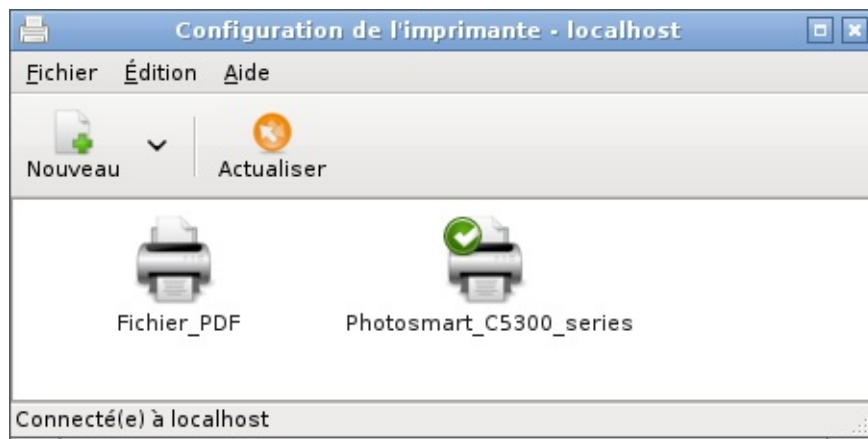 Configuration de l'imprimante - localhost
Fichier Édition Aide
Nouveau Actualiser
Fichier_PDF Photosmart_C5300_series
Connecté(e) à localhost